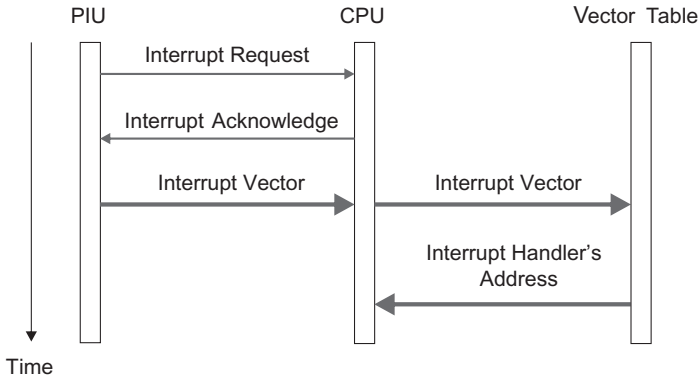 PIU
CPU
Vector Table
Interrupt Request
Interrupt Acknowledge
Interrupt Vector
Interrupt Vector
Interrupt Handler's
Address
Time